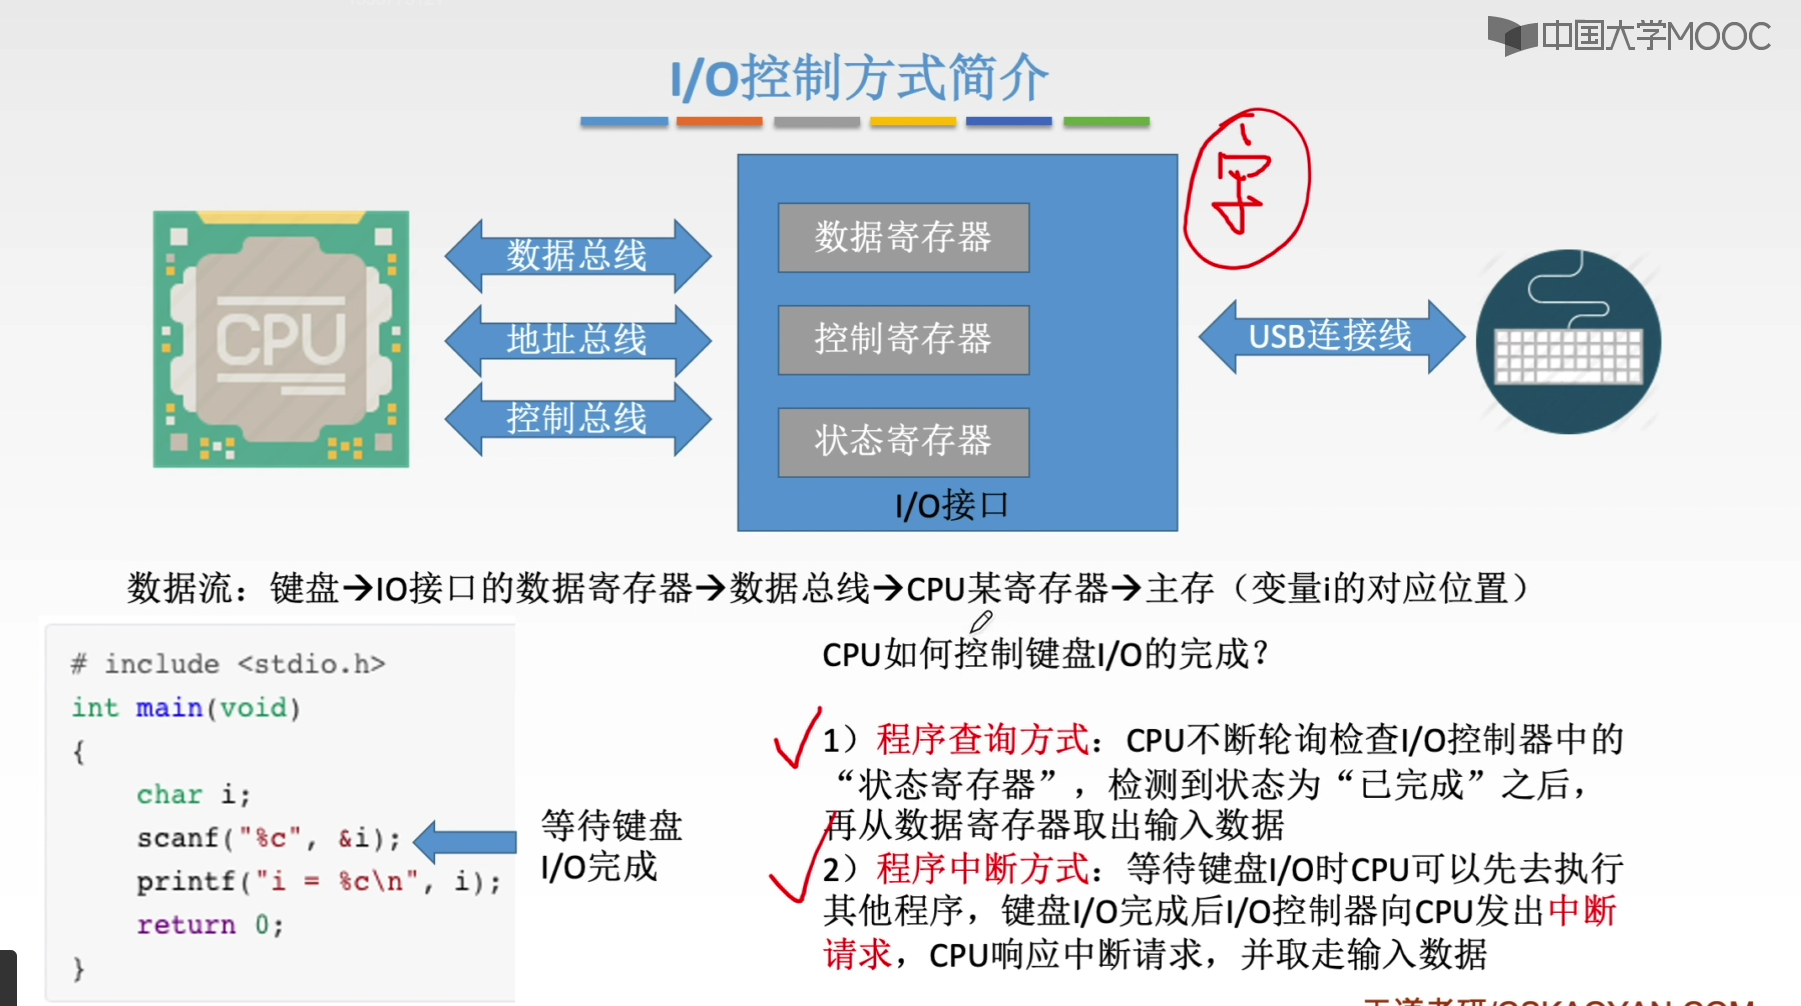 中国大学MOOC
I/O控制方式简介
字
CPU
数据总线
地址总线
控制总线
数据寄存器
控制寄存器
状态寄存器
I/O接口
USB连接线
数据流：键盘→IO接口的数据寄存器→数据总线→CPU某寄存器→主存（变量i的对应位置）
# include <stdio.h>
int main(void)
{
char i;
scanf("%c", &i);
printf("i = %c\n", i);
return 0;
}
等待键盘
I/O完成
CPU如何控制键盘I/O的完成？
1）程序查询方式：CPU不断轮询检查I/O控制器中的
“状态寄存器”，检测到状态为“已完成”之后，
再从数据寄存器取出输入数据
2）程序中断方式：等待键盘I/O时CPU可以先去执行
其他程序，键盘I/O完成后I/O控制器向CPU发出中断
请求，CPU响应中断请求，并取走输入数据